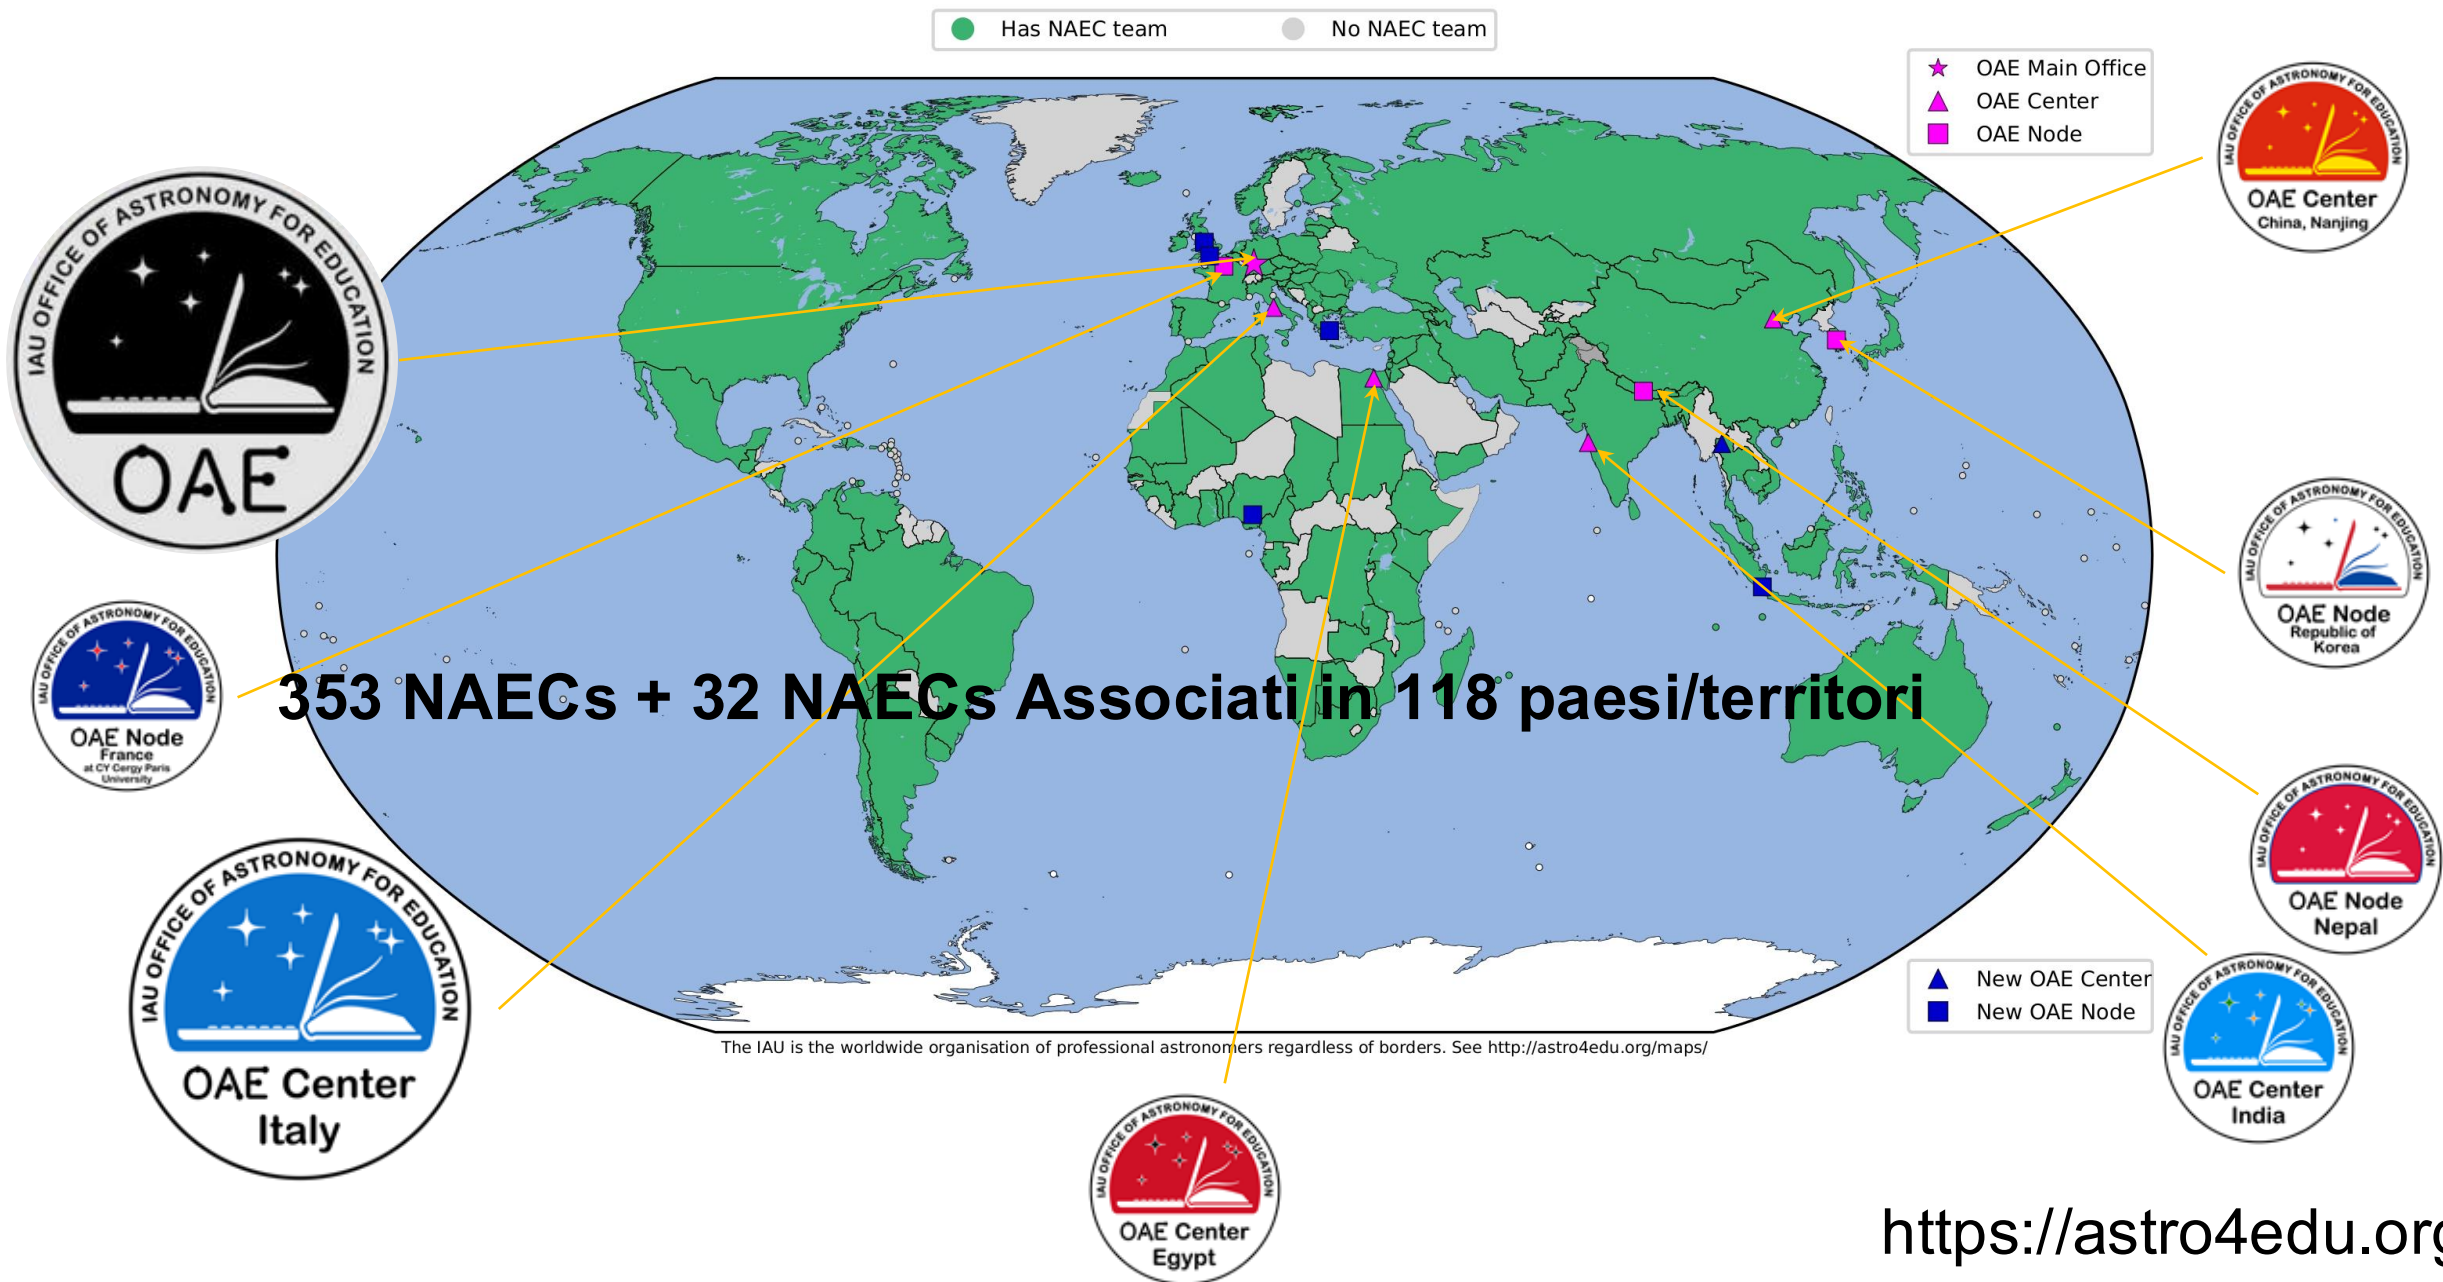 Has NAEC team
No NAEC team
OAE Main Office
OAE Center
OAE Node
IAU OFFICE OF ASTRONOMY FOR EDUCATION
OAE Center
China, Nanjing
IAU OFFICE OF ASTRONOMY FOR EDUCATION
OAE
IAU OFFICE OF ASTRONOMY FOR EDUCATION
OAE Node
Republic of
Korea
IAU OFFICE OF ASTRONOMY FOR EDUCATION
OAE Node
France
at CY Cergy Paris
University
353 NAECs + 32 NAECs Associati in 118 paesi/territori
IAU OFFICE OF ASTRONOMY FOR EDUCATION
OAE Node
Nepal
IAU OFFICE OF ASTRONOMY FOR EDUCATION
OAE Center
Italy
New OAE Center
New OAE Node
IAU OFFICE OF ASTRONOMY FOR EDUCATION
OAE Center
India
The IAU is the worldwide organisation of professional astronomers regardless of borders. See http://astro4edu.org/maps/
IAU OFFICE OF ASTRONOMY FOR EDUCATION
OAE Center
Egypt
https://astro4edu.org